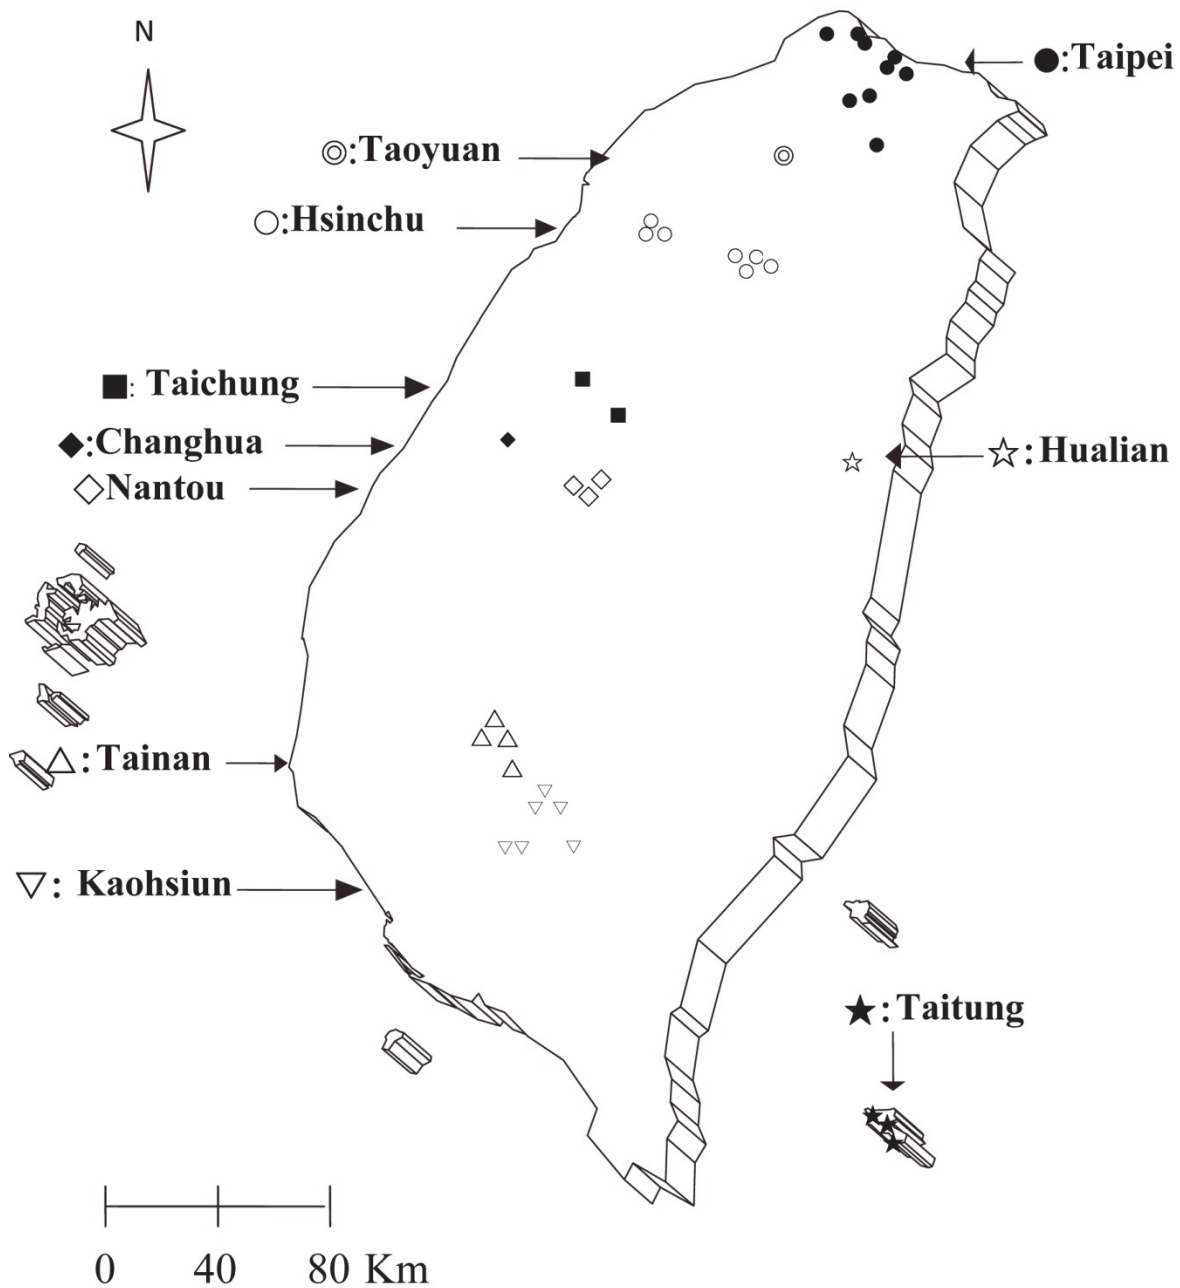 N
●:Taipei
◎:Taoyuan
○:Hsinchu
■: Taichung
◆:Changhua
◇Nantou
☆: Hualian
△: Tainan
▽: Kaohsiun
★: Taitung
0 40 80 Km